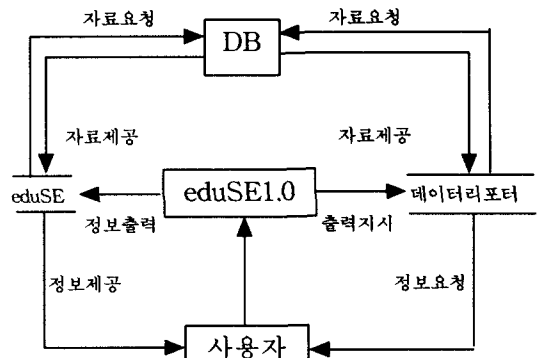 자료요청
자료요청
DB
자료제공
자료제공
eduSE
eduSE1.0
데이터리포터
정보출력
출력지시
정보제공
정보요청
사용자